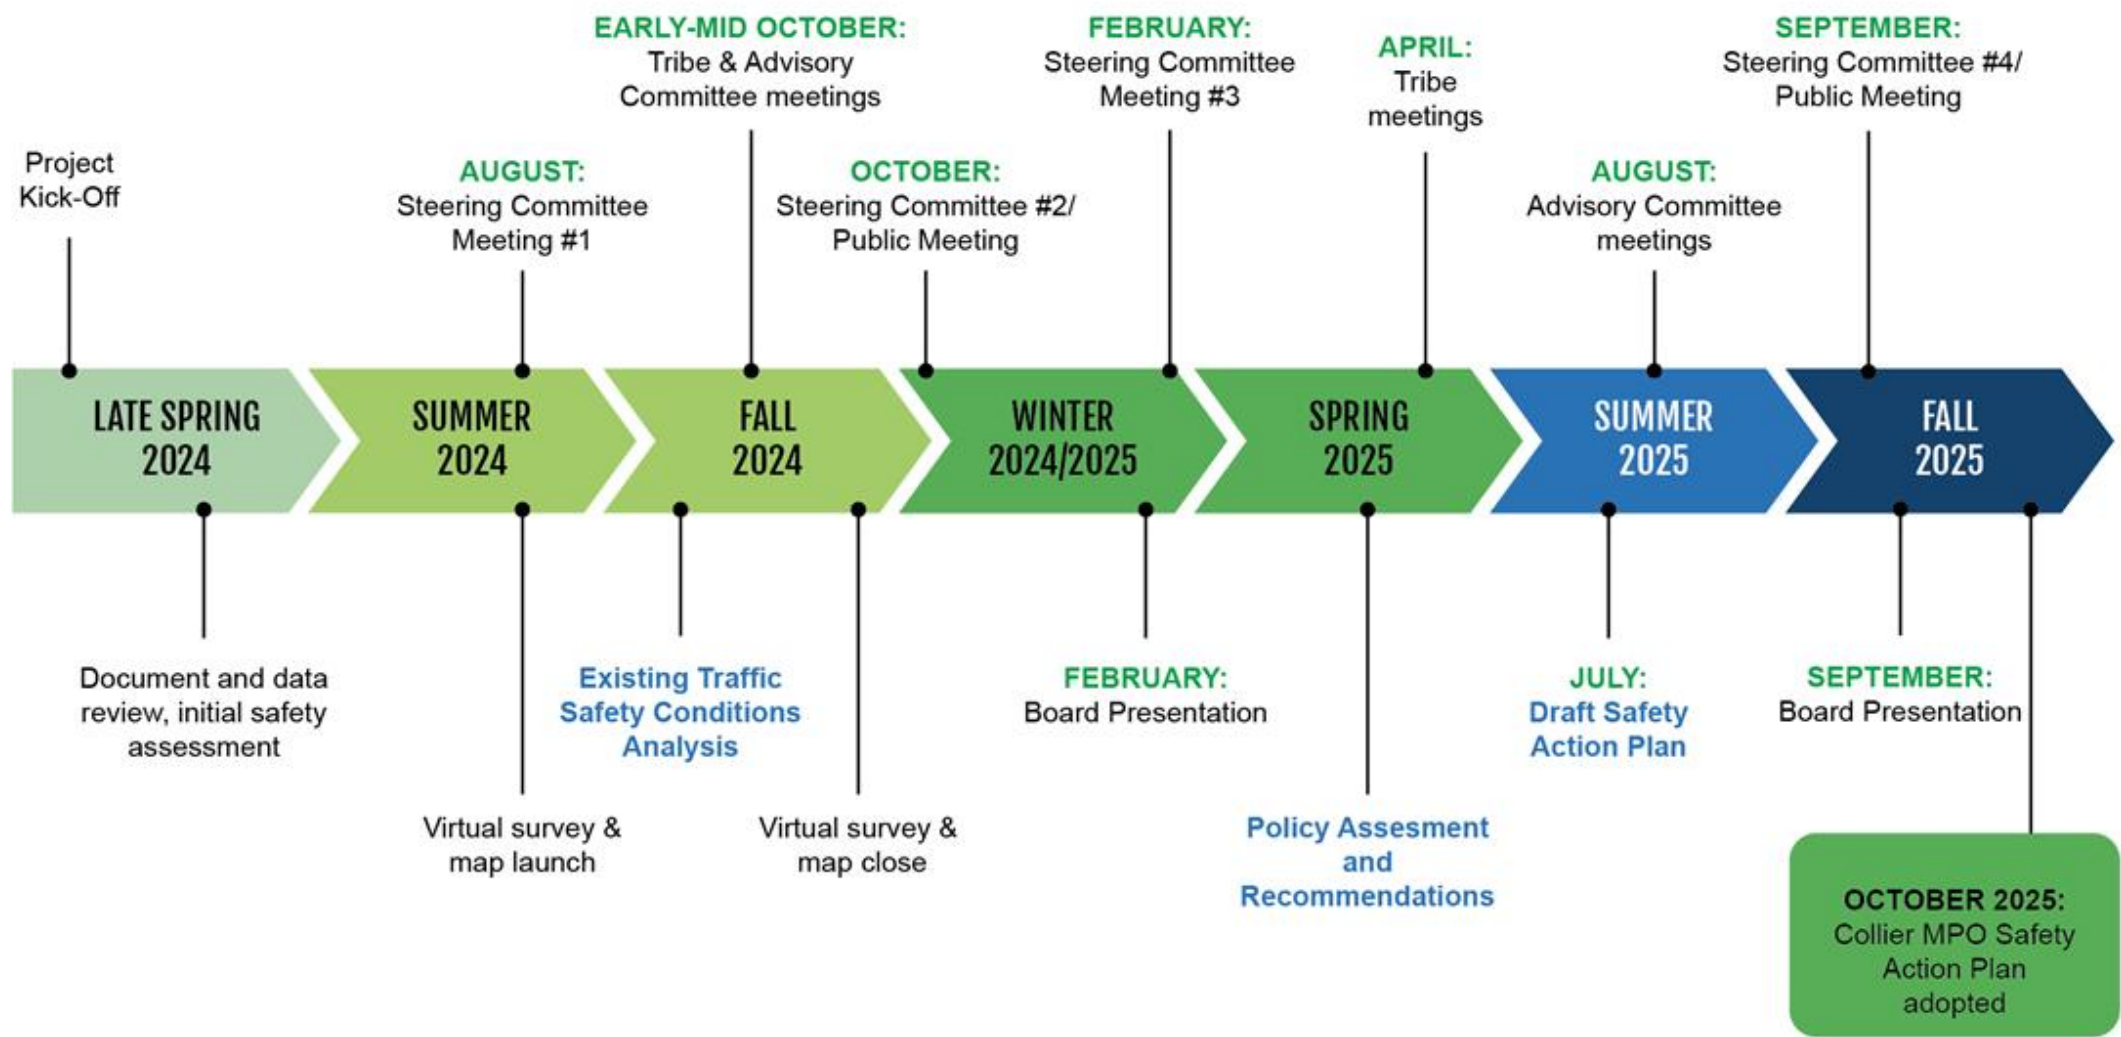 Project
Kick-Off
AUGUST:
Steering Committee
Meeting #1
EARLY-MID OCTOBER:
Tribe & Advisory
Committee meetings
OCTOBER:
Steering Committee #2/
Public Meeting
FEBRUARY:
Steering Committee
Meeting #3
APRIL:
Tribe
meetings
AUGUST:
Advisory Committee
meetings
SEPTEMBER:
Steering Committee #4/
Public Meeting
LATE SPRING
2024
SUMMER
2024
FALL
2024
WINTER
2024/2025
SPRING
2025
SUMMER
2025
FALL
2025
Document and data
review, initial safety
assessment
Virtual survey &
map launch
Existing Traffic
Safety Conditions
Analysis
Virtual survey &
map close
FEBRUARY:
Board Presentation
Policy Assesment
and
Recommendations
JULY:
Draft Safety
Action Plan
SEPTEMBER:
Board Presentation
OCTOBER 2025:
Collier MPO Safety
Action Plan
adopted